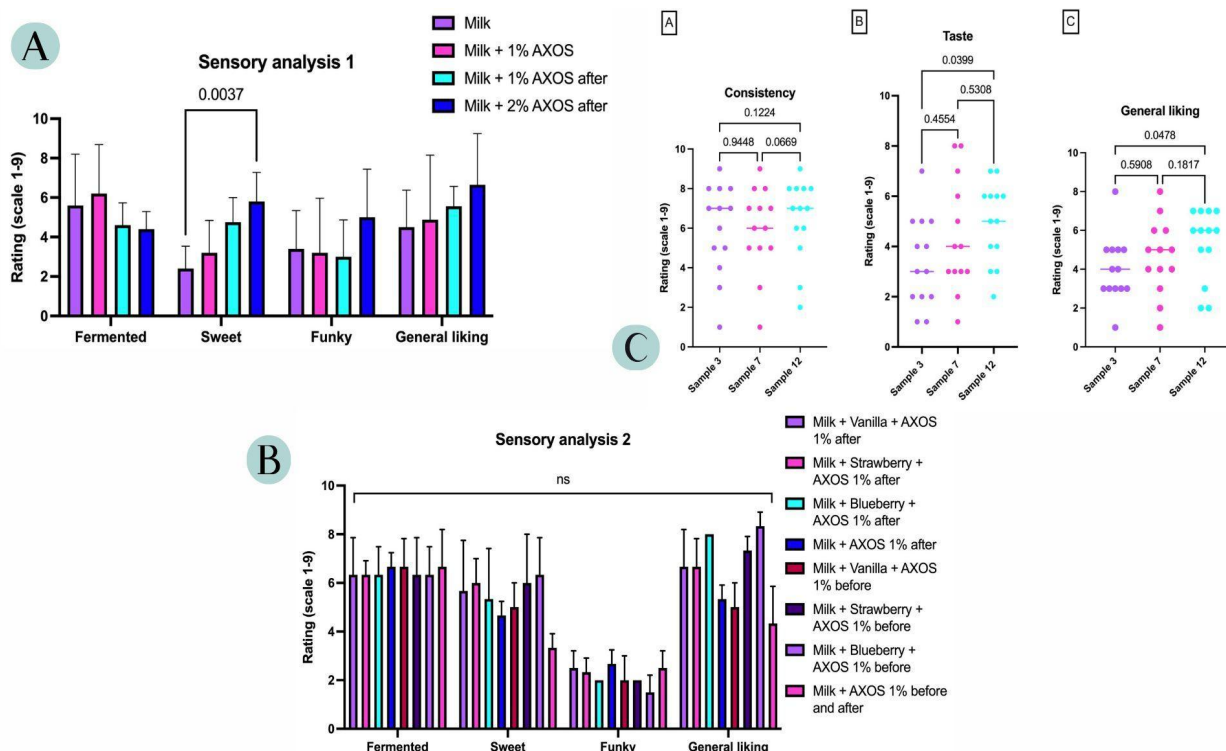 A
Sensory analysis 1
Milk
Milk + 1% AXOS
Milk + 1% AXOS after
Milk + 2% AXOS after
0.0037
Rating (scale 1-9)
10
8
6
4
2
0
Fermented
Sweet
Funky
General liking
C
A
Consistency
0.1224
0.9448
0.0669
Rating (scale 1-9)
10
8
6
4
2
0
Sample 3
Sample 7
Sample 12
B
Taste
0.0399
0.5308
0.4554
Rating (scale 1-9)
10
8
6
4
2
0
Sample 3
Sample 7
Sample 12
C
General liking
0.0478
0.5908
0.1817
Rating (scale 1-9)
10
8
6
4
2
0
Sample 3
Sample 7
Sample 12
B
Sensory analysis 2
ns
Rating (scale 1-9)
10
8
6
4
2
0
Fermented
Sweet
Funky
General liking
Milk + Vanilla + AXOS
1% after
Milk + Strawberry +
AXOS 1% after
Milk + Blueberry +
AXOS 1% after
Milk + AXOS 1% after
Milk + Vanilla + AXOS
1% before
Milk + Strawberry +
AXOS 1% before
Milk + Blueberry +
AXOS 1% before
Milk + AXOS 1% before
and after